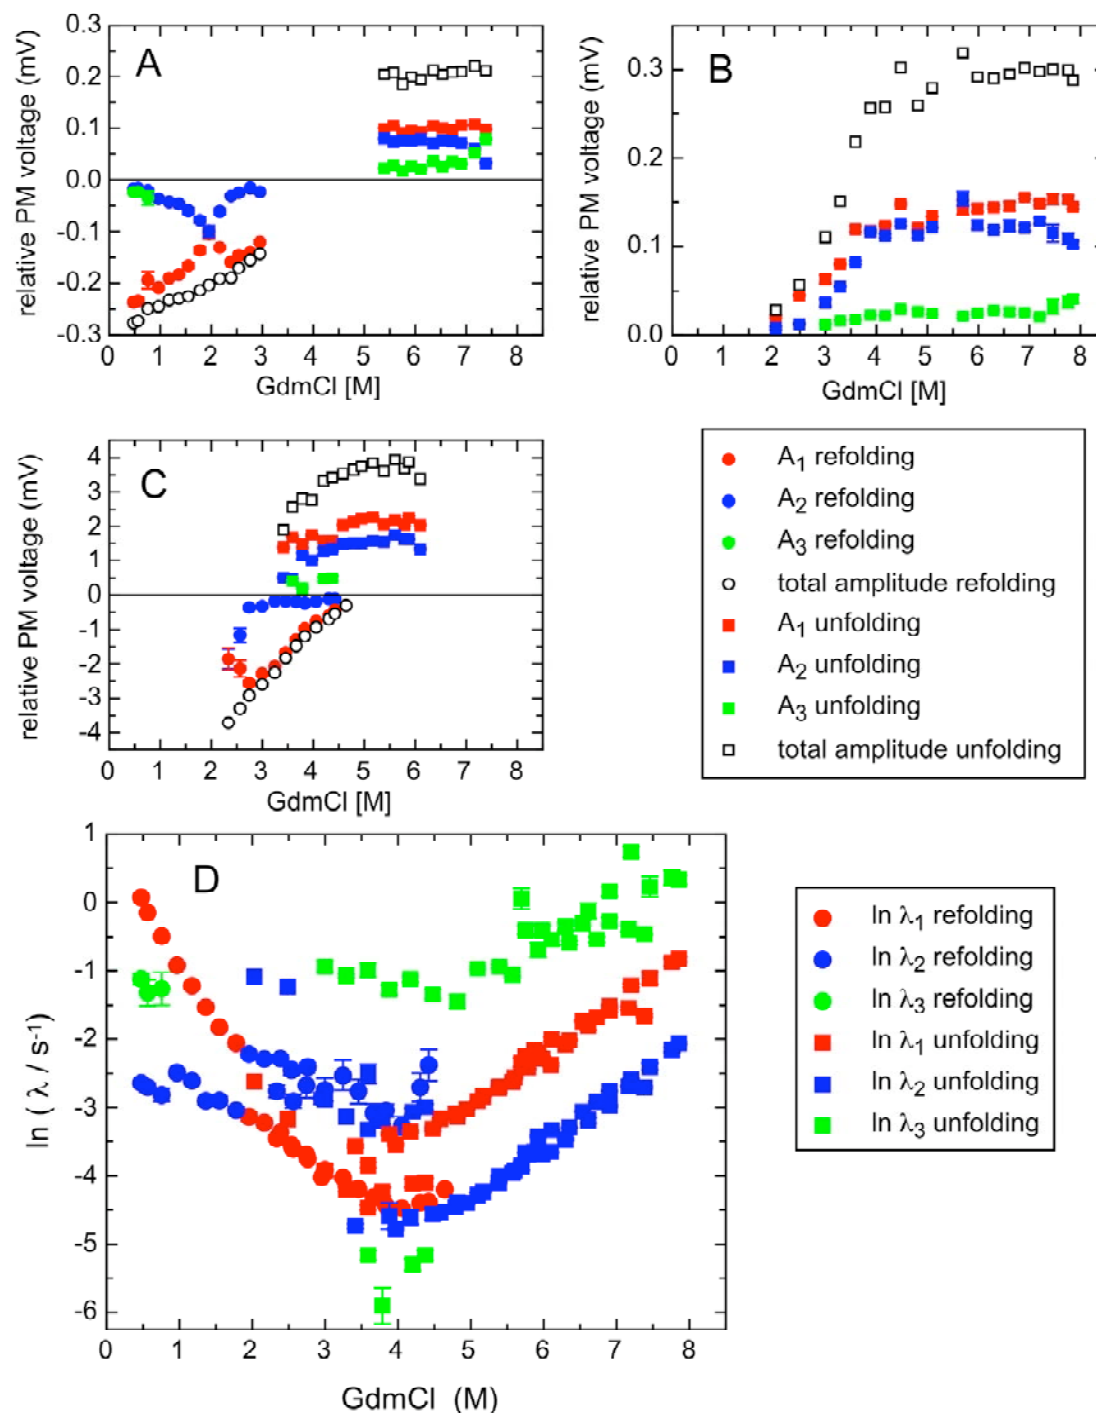 A
relative PM voltage (mV)
0.3
0.2
0.1
0.0
-0.1
-0.2
-0.3
0 1 2 3 4 5 6 7 8
GdmCl [M]
B
relative PM voltage (mV)
0.3
0.2
0.1
0.0
0 1 2 3 4 5 6 7 8
GdmCl [M]
C
relative PM voltage (mV)
4
3
2
1
0
-1
-2
-3
-4
0 1 2 3 4 5 6 7 8
GdmCl [M]
A1 refolding
A2 refolding
A3 refolding
total amplitude refolding
A1 unfolding
A2 unfolding
A3 unfolding
total amplitude unfolding
D
ln ( λ / s-1)
1
0
-1
-2
-3
-4
-5
-6
0 1 2 3 4 5 6 7 8
GdmCl (M)
ln λ1 refolding
ln λ2 refolding
ln λ3 refolding
ln λ1 unfolding
ln λ2 unfolding
ln λ3 unfolding